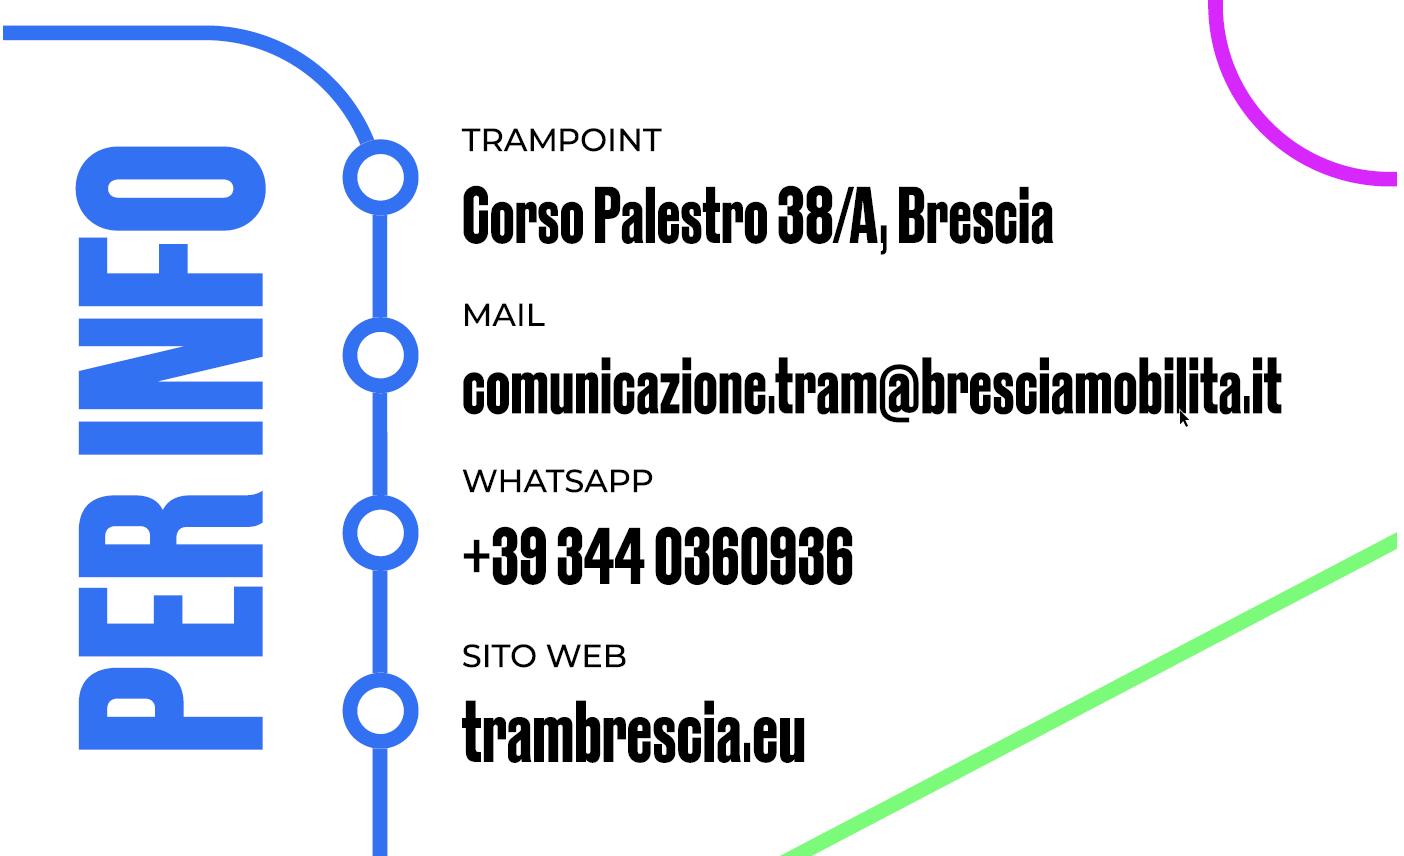 PER INFO
TRAMPOINT
Corso Palestro 38/A, Brescia
MAIL
comunicazione.tram@bresciamobilita.it
WHATSAPP
+39 344 0360936
SITO WEB
trambrescia.eu